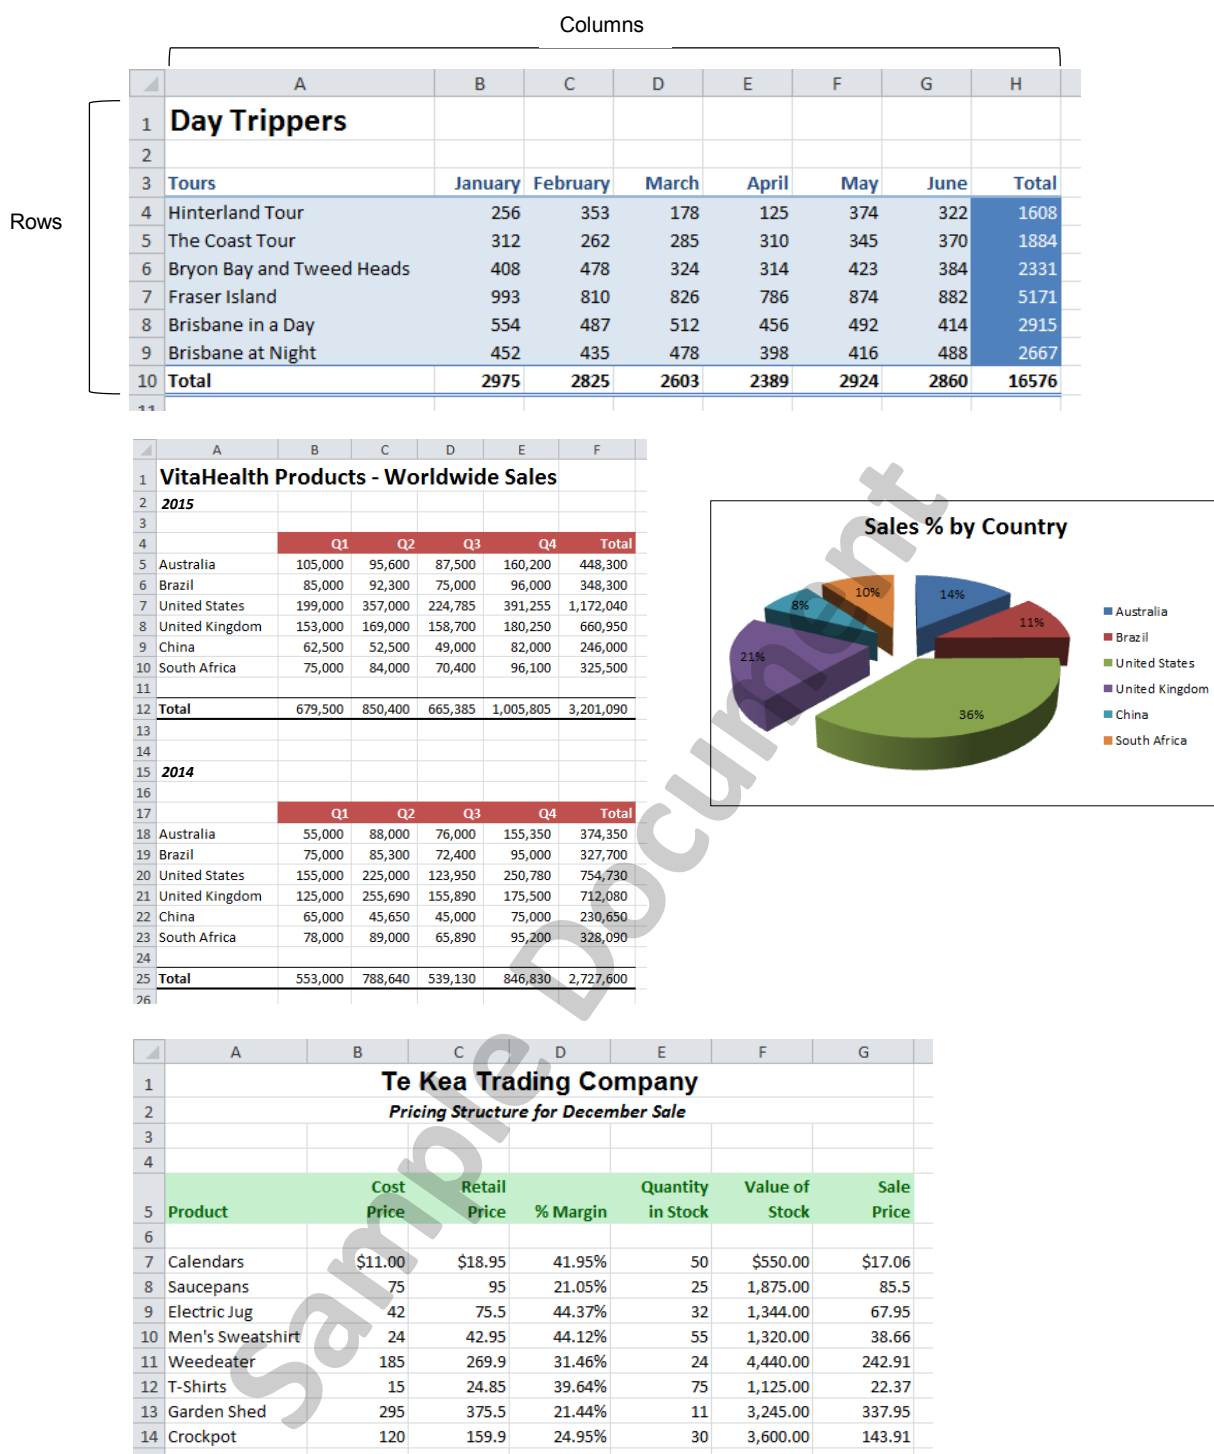 Columns
Rows
A B C D E F G H
1 Day Trippers
2
3 Tours January February March April May June Total
4 Hinterland Tour 256 353 178 125 374 322 1608
5 The Coast Tour 312 262 285 310 345 370 1884
6 Bryon Bay and Tweed Heads 408 478 324 314 423 384 2331
7 Fraser Island 993 810 826 786 874 882 5171
8 Brisbane in a Day 554 487 512 456 492 414 2915
9 Brisbane at Night 452 435 478 398 416 488 2667
10 Total 2975 2825 2603 2389 2924 2860 16576
11
A B C D E F
1 VitaHealth Products - Worldwide Sales
2 2015
3
4 Q1 Q2 Q3 Q4 Total
5 Australia 105,000 95,600 87,500 160,200 448,300
6 Brazil 85,000 92,300 75,000 96,000 348,300
7 United States 199,000 357,000 224,785 391,255 1,172,040
8 United Kingdom 153,000 169,000 158,700 180,250 660,950
9 China 62,500 52,500 49,000 82,000 246,000
10 South Africa 75,000 84,000 70,400 96,100 325,500
11
12 Total 679,500 850,400 665,385 1,005,805 3,201,090
13
14
15 2014
16
17 Q1 Q2 Q3 Q4 Total
18 Australia 55,000 88,000 76,000 155,350 374,350
19 Brazil 75,000 85,300 72,400 95,000 327,700
20 United States 155,000 225,000 123,950 250,780 754,730
21 United Kingdom 125,000 255,690 155,890 175,500 712,080
22 China 65,000 45,650 45,000 75,000 230,650
23 South Africa 78,000 89,000 65,890 95,200 328,090
24
25 Total 553,000 788,640 539,130 846,830 2,727,600
26
Sales % by Country
14%
11%
36%
21%
8%
10%
Australia
Brazil
United States
United Kingdom
China
South Africa
A B C D E F G
1 Te Kea Trading Company
2 Pricing Structure for December Sale
3
4
Cost Retail Quantity Value of Sale
5 Product Price Price % Margin in Stock Stock Price
6
7 Calendars $11.00 $18.95 41.95% 50 $550.00 $17.06
8 Saucepans 75 95 21.05% 25 1,875.00 85.5
9 Electric Jug 42 75.5 44.37% 32 1,344.00 67.95
10 Men's Sweatshirt 24 42.95 44.12% 55 1,320.00 38.66
11 Weedeater 185 269.9 31.46% 24 4,440.00 242.91
12 T-Shirts 15 24.85 39.64% 75 1,125.00 22.37
13 Garden Shed 295 375.5 21.44% 11 3,245.00 337.95
14 Crockpot 120 159.9 24.95% 30 3,600.00 143.91
Sample Document